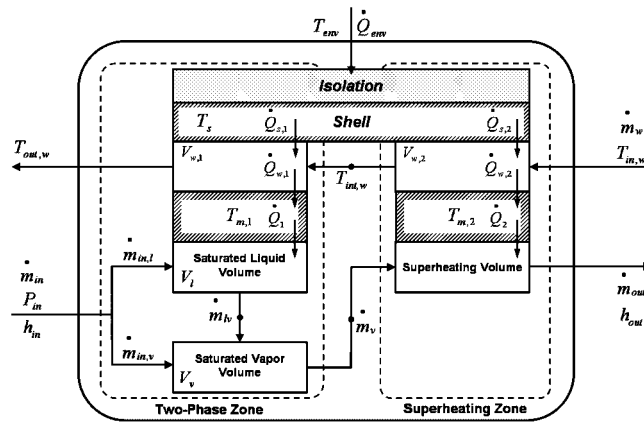 T_env Q̇_env
Isolation
T_s Q̇_s,1 Shell Q̇_s,2
ṁ_w
T_out,w
V_w,1 Q̇_w,1
T_int,w
V_w,2 Q̇_w,2
T_in,w
T_m,1 Q̇_1
T_m,2 Q̇_2
ṁ_in
P_in
h_in
ṁ_in,l
Saturated Liquid
Volume
V_l
Superheating Volume
ṁ_out
h_out
ṁ_lv
ṁ_v
ṁ_in,v
Saturated Vapor
Volume
V_v
Two-Phase Zone
Superheating Zone